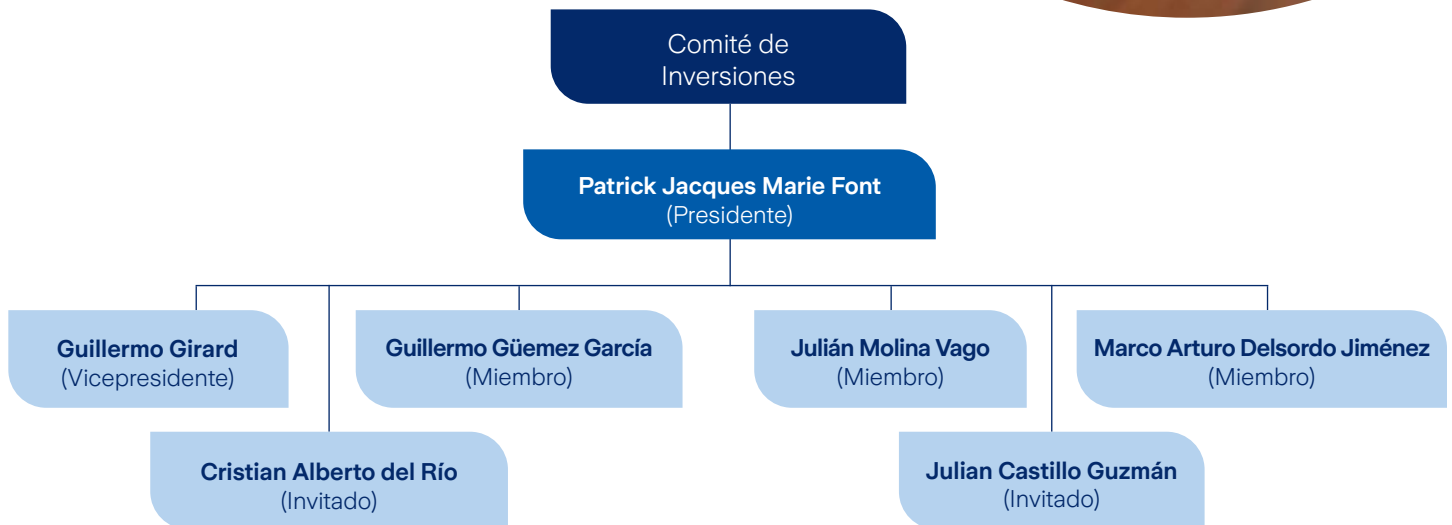 Comité de
Inversiones
Patrick Jacques Marie Font
(Presidente)
Guillermo Girard
(Vicepresidente)
Guillermo Güemez García
(Miembro)
Julián Molina Vago
(Miembro)
Marco Arturo Delsordo Jiménez
(Miembro)
Cristian Alberto del Río
(Invitado)
Julian Castillo Guzmán
(Invitado)